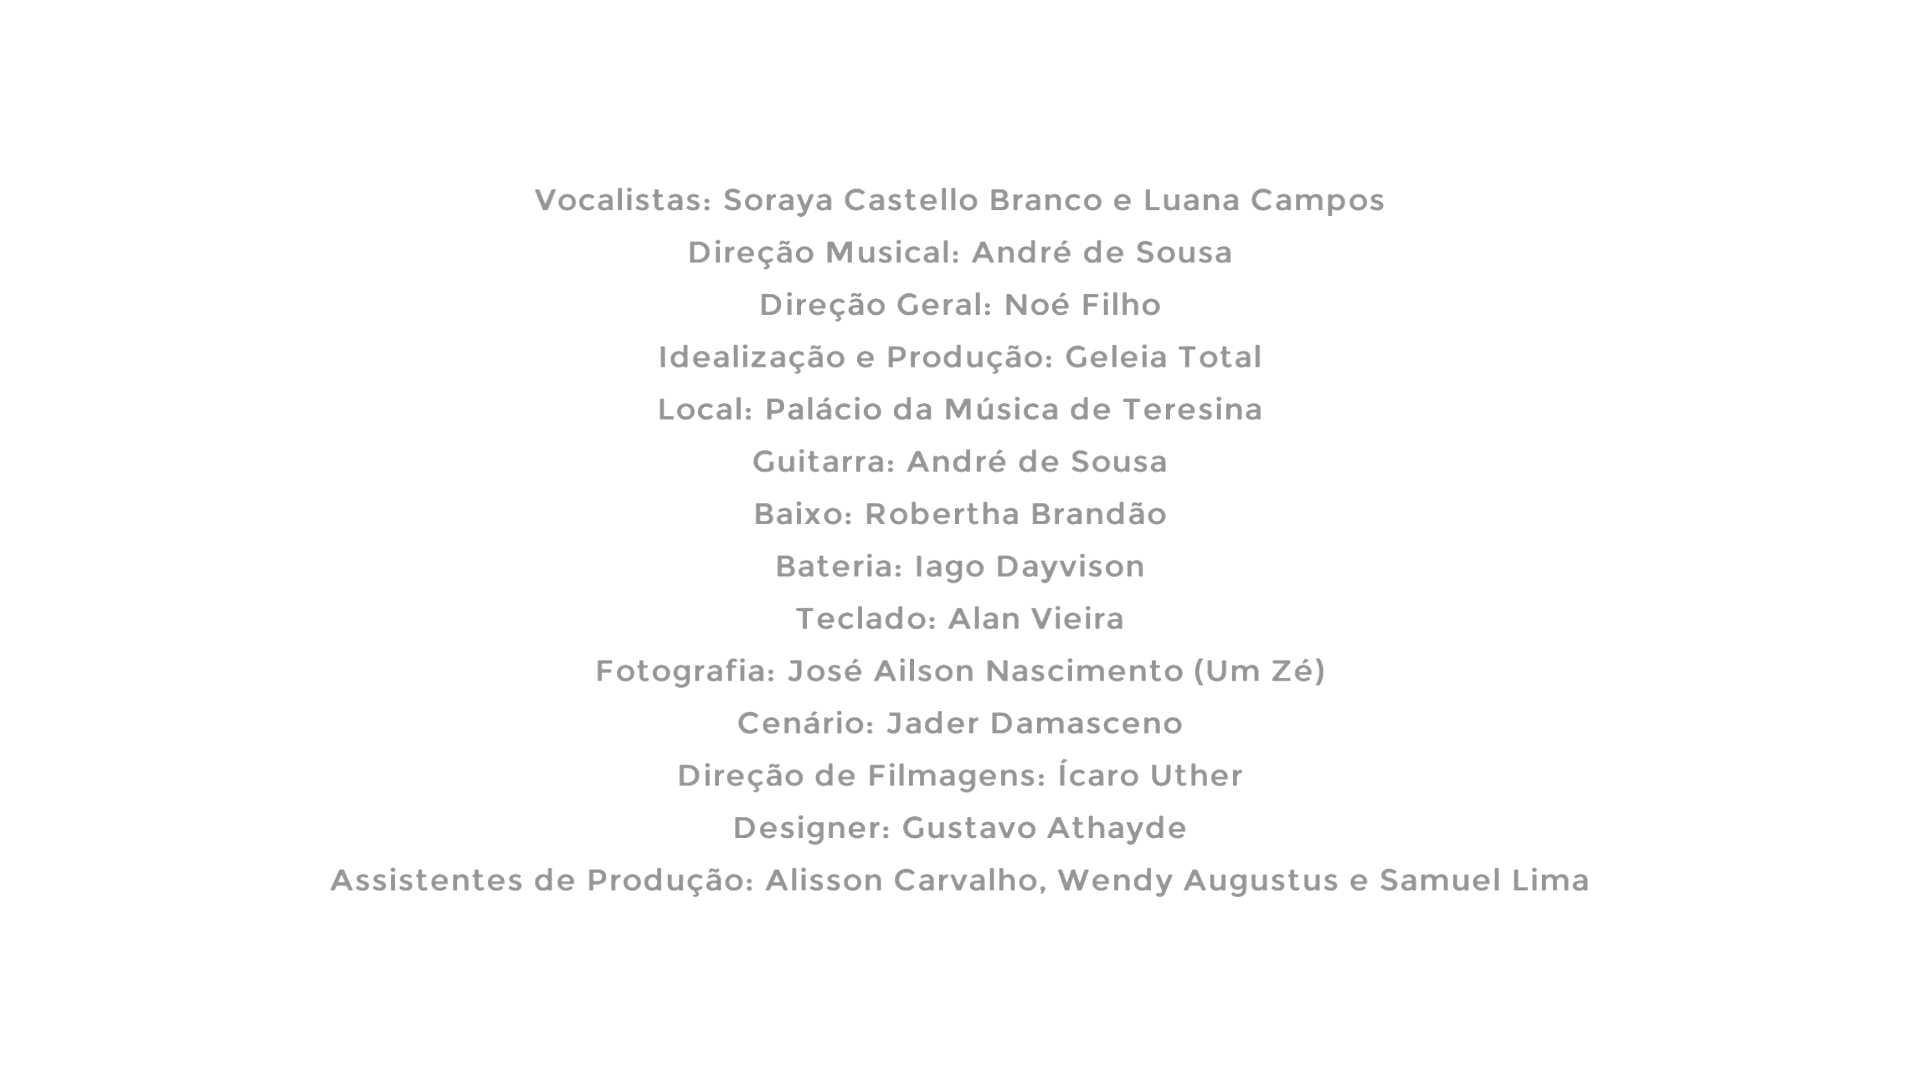 Vocalistas: Soraya Castello Branco e Luana Campos
Direção Musical: André de Sousa
Direção Geral: Noé Filho
Idealização e Produção: Geleia Total
Local: Palácio da Música de Teresina
Guitarra: André de Sousa
Baixo: Robertha Brandão
Bateria: Iago Dayvison
Teclado: Alan Vieira
Fotografia: José Ailson Nascimento (Um Zé)
Cenário: Jader Damasceno
Direção de Filmagens: Ícaro Uther
Designer: Gustavo Athayde
Assistentes de Produção: Alisson Carvalho, Wendy Augustus e Samuel Lima